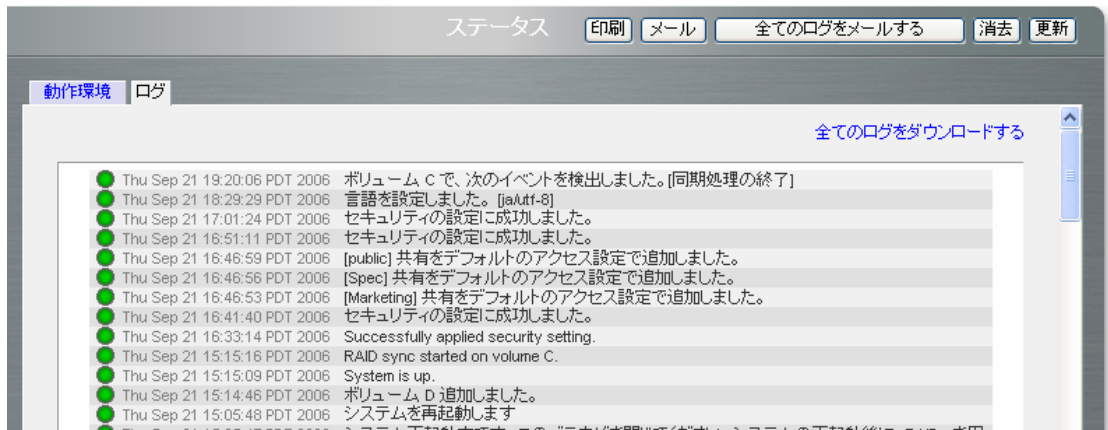 ステータス 印刷 メール 全てのログをメールする 消去 更新
動作環境 ログ
全てのログをダウンロードする
Thu Sep 21 19:20:06 PDT 2006 ボリューム C で、次のイベントを検出しました。[同期処理の終了]
Thu Sep 21 18:29:29 PDT 2006 言語を設定しました。[ja/utf-8]
Thu Sep 21 17:01:24 PDT 2006 セキュリティの設定に成功しました。
Thu Sep 21 16:51:11 PDT 2006 セキュリティの設定に成功しました。
Thu Sep 21 16:46:59 PDT 2006 [public] 共有をデフォルトのアクセス設定で追加しました。
Thu Sep 21 16:46:56 PDT 2006 [Spec] 共有をデフォルトのアクセス設定で追加しました。
Thu Sep 21 16:46:53 PDT 2006 [Marketing] 共有をデフォルトのアクセス設定で追加しました。
Thu Sep 21 16:41:40 PDT 2006 セキュリティの設定に成功しました。
Thu Sep 21 16:33:14 PDT 2006 Successfully applied security setting.
Thu Sep 21 15:15:16 PDT 2006 RAID sync started on volume C.
Thu Sep 21 15:15:09 PDT 2006 System is up.
Thu Sep 21 15:14:46 PDT 2006 ボリューム D 追加しました。
Thu Sep 21 15:05:48 PDT 2006 システムを再起動します